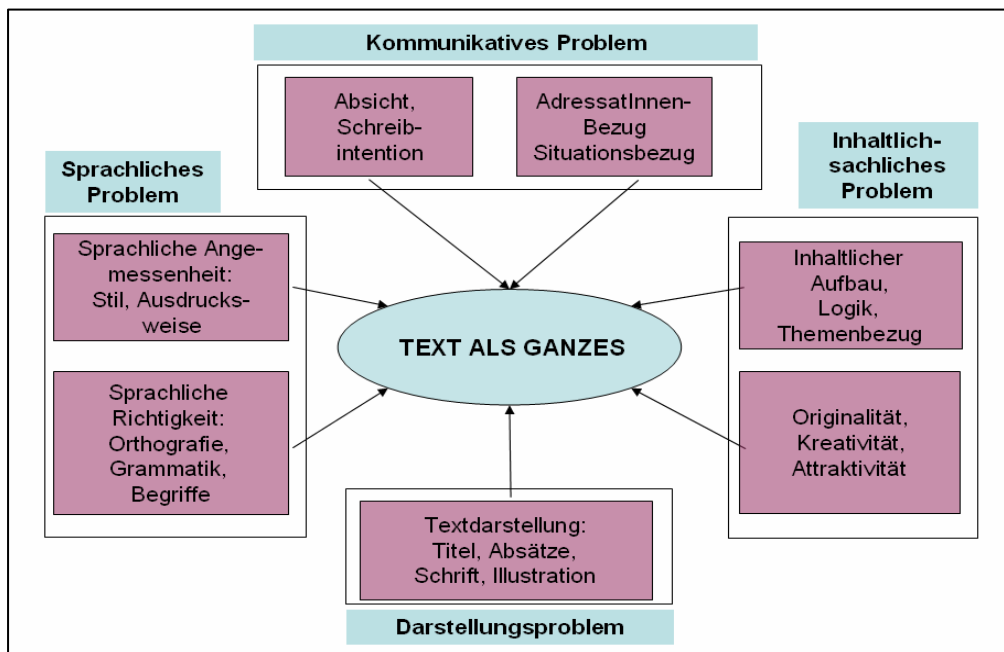 Kommunikatives Problem
Absicht,
Schreib-
intention
AdressatInnen-
Bezug
Situationsbezug
Sprachliches
Problem
Sprachliche Ange-
messenheit:
Stil, Ausdrucks-
weise
Sprachliche
Richtigkeit:
Orthografie,
Grammatik,
Begriffe
TEXT ALS GANZES
Inhaltlich-
sachliches
Problem
Inhaltlicher
Aufbau,
Logik,
Themenbezug
Originalität,
Kreativität,
Attraktivität
Textdarstellung:
Titel, Absätze,
Schrift, Illustration
Darstellungsproblem